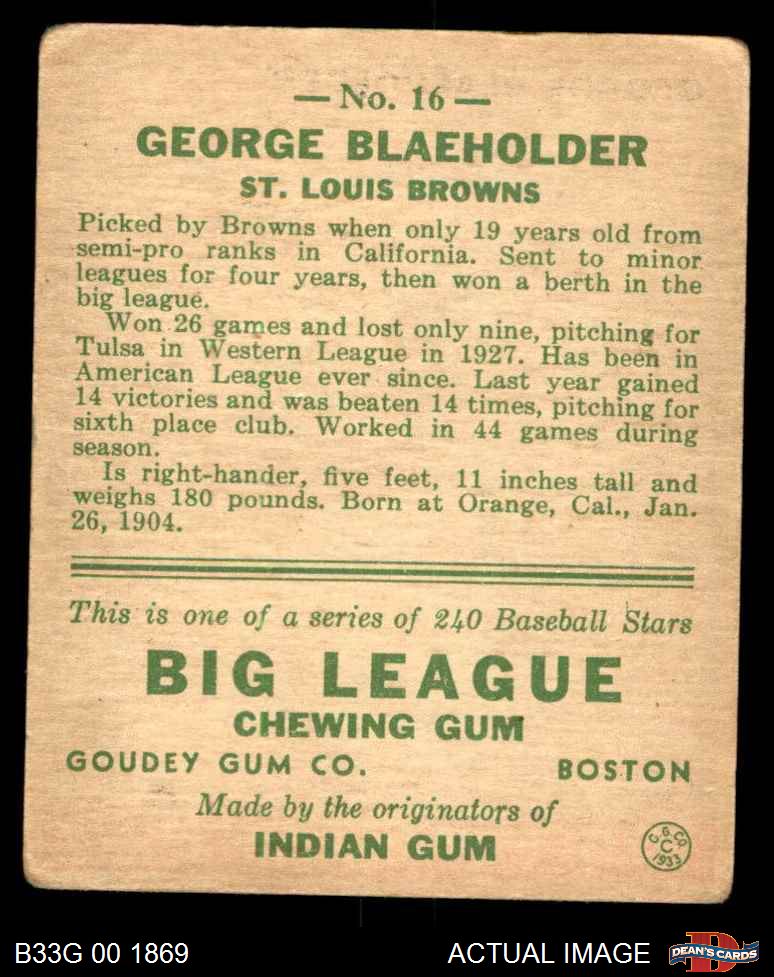 — No. 16 —
GEORGE BLAEHOLDER
ST. LOUIS BROWNS
Picked by Browns when only 19 years old from
semi-pro ranks in California. Sent to minor
leagues for four years, then won a berth in the
big league.
Won 26 games and lost only nine, pitching for
Tulsa in Western League in 1927. Has been in
American League ever since. Last year gained
14 victories and was beaten 14 times, pitching for
sixth place club. Worked in 44 games during
season.
Is right-hander, five feet, 11 inches tall and
weighs 180 pounds. Born at Orange, Cal., Jan.
26, 1904.
This is one of a series of 240 Baseball Stars
BIG LEAGUE
CHEWING GUM
GOUDEY GUM CO. BOSTON
Made by the originators of
INDIAN GUM
G.G.CO.
C
1933
B33G 00 1869 ACTUAL IMAGE
D
DEAN'S CARDS